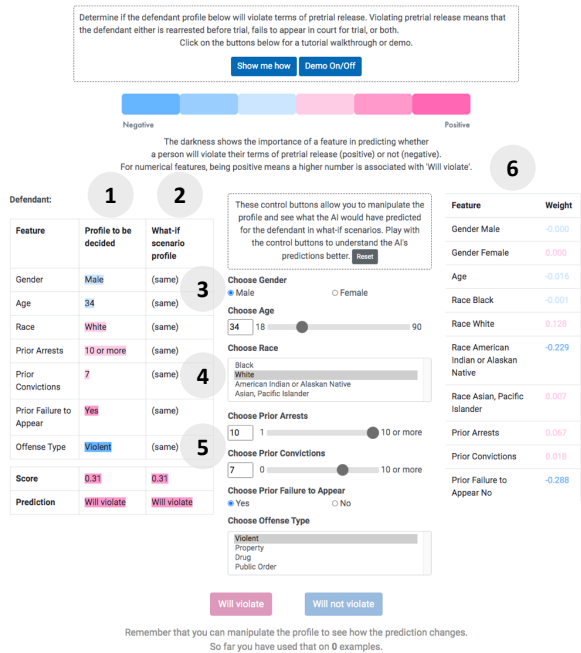 Determine if the defendant profile below will violate terms of pretrial release. Violating pretrial release means that
the defendant either is rearrested before trial, fails to appear in court for trial, or both.
Click on the buttons below for a tutorial walkthrough or demo.
Show me how Demo On/Off
Negative Positive
The darkness shows the importance of a feature in predicting whether
a person will violate their terms of pretrial release (positive) or not (negative).
For numerical features, being positive means a higher number is associated with 'Will violate'.
Defendant:
1
2
Feature Profile to be decided What-if scenario profile
Gender Male (same)
Age 34 (same)
Race White (same)
Prior Arrests 10 or more (same)
Prior Convictions 7 (same)
Prior Failure to Appear Yes (same)
Offense Type Violent (same)
Score 0.31 0.31
Prediction Will violate Will violate
These control buttons allow you to manipulate the
profile and see what the AI would have predicted
for the defendant in what-if scenarios. Play with
the control buttons to understand the AI's
predictions better. Reset
3
Choose Gender
Male Female
Choose Age
34 18 90
4
Choose Race
Black
White
American Indian or Alaskan Native
Asian, Pacific Islander
5
Choose Prior Arrests
10 1 10 or more
Choose Prior Convictions
7 0 10 or more
Choose Prior Failure to Appear
Yes No
Choose Offense Type
Violent
Property
Drug
Public Order
6
Feature Weight
Gender Male -0.000
Gender Female 0.000
Age -0.016
Race Black -0.001
Race White 0.128
Race American Indian or Alaskan Native -0.229
Race Asian, Pacific Islander 0.007
Prior Arrests 0.067
Prior Convictions 0.018
Prior Failure to Appear No -0.288
Will violate Will not violate
Remember that you can manipulate the profile to see how the prediction changes.
So far you have used that on 0 examples.